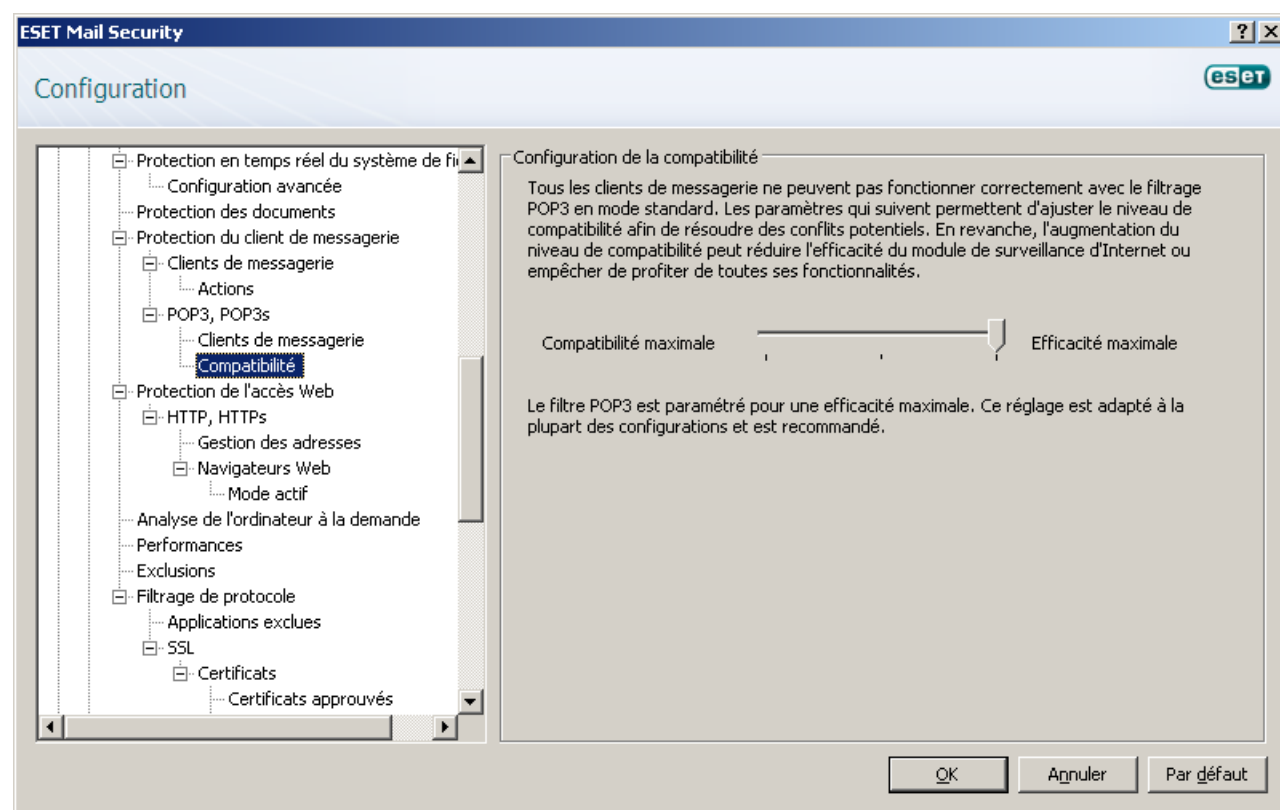 ESET Mail Security
? X
Configuration
eseT
Protection en temps réel du système de fi
Configuration avancée
Protection des documents
Protection du client de messagerie
Clients de messagerie
Actions
POP3, POP3s
Clients de messagerie
Compatibilité
Protection de l'accès Web
HTTP, HTTPs
Gestion des adresses
Navigateurs Web
Mode actif
Analyse de l'ordinateur à la demande
Performances
Exclusions
Filtrage de protocole
Applications exclues
SSL
Certificats
Certificats approuvés
Configuration de la compatibilité
Tous les clients de messagerie ne peuvent pas fonctionner correctement avec le filtrage
POP3 en mode standard. Les paramètres qui suivent permettent d'ajuster le niveau de
compatibilité afin de résoudre des conflits potentiels. En revanche, l'augmentation du
niveau de compatibilité peut réduire l'efficacité du module de surveillance d'Internet ou
empêcher de profiter de toutes ses fonctionnalités.
Compatibilité maximale Efficacité maximale
Le filtre POP3 est paramétré pour une efficacité maximale. Ce réglage est adapté à la
plupart des configurations et est recommandé.
OK Annuler Par défaut